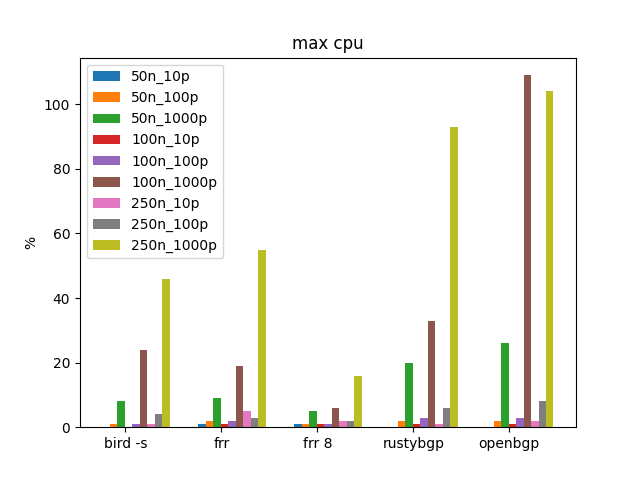 max cpu
%
100
80
60
40
20
0
50n_10p
50n_100p
50n_1000p
100n_10p
100n_100p
100n_1000p
250n_10p
250n_100p
250n_1000p
bird -s
frr
frr 8
rustybgp
openbgp